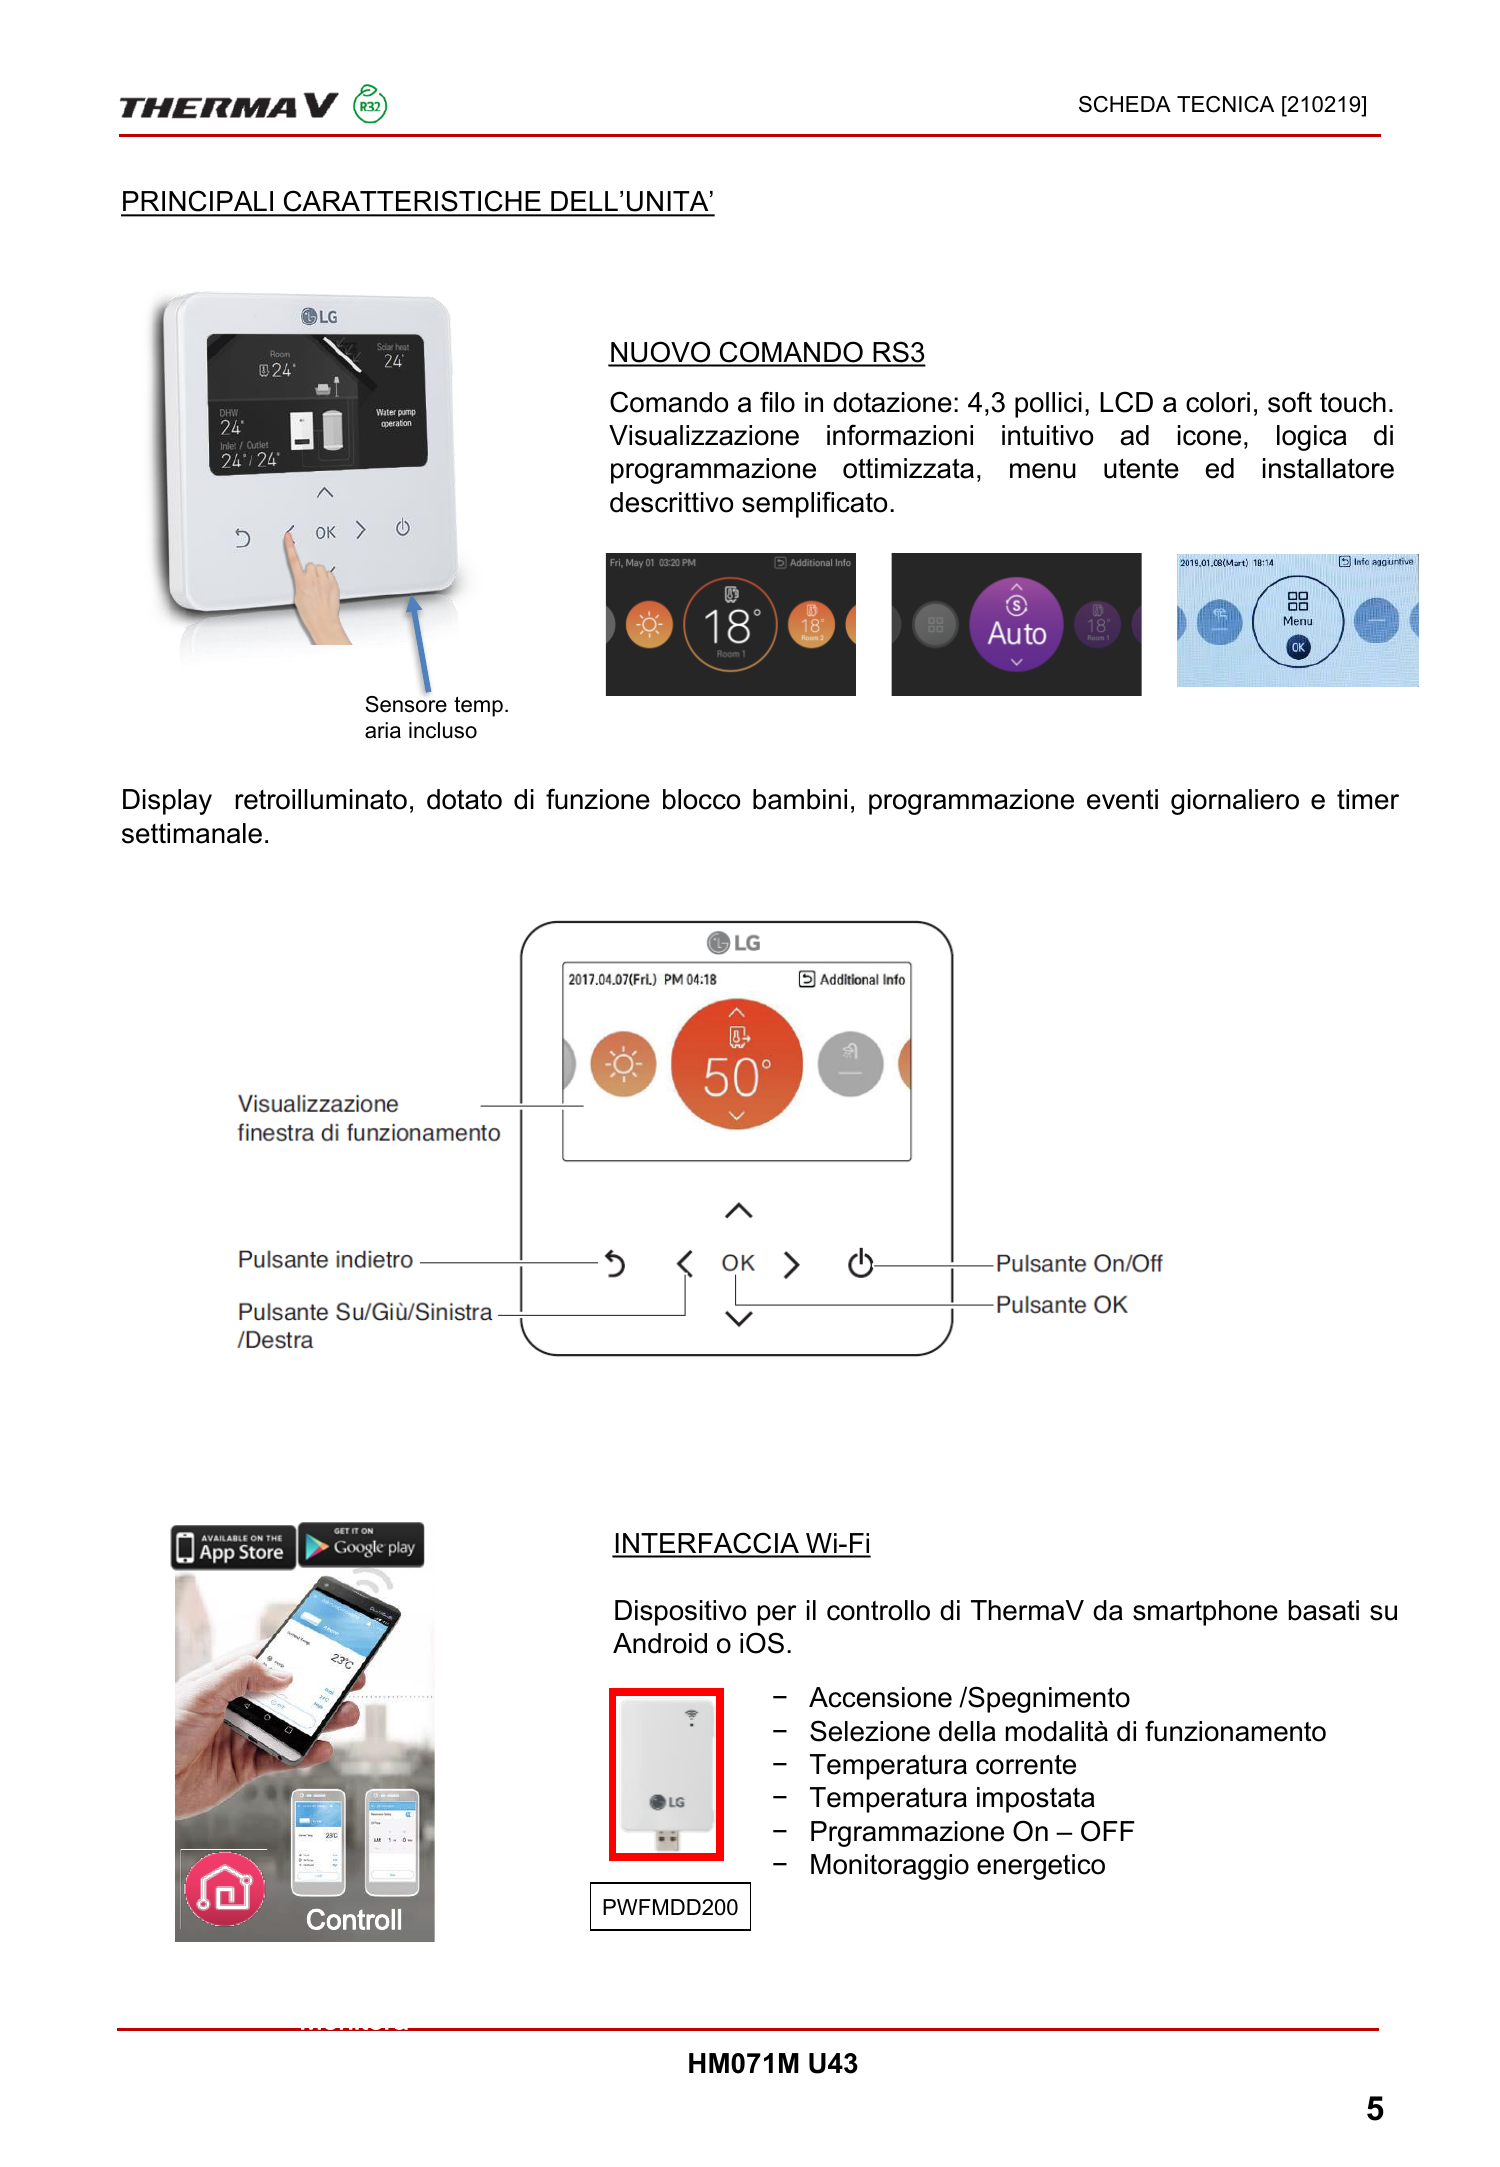 THERMA V R32
SCHEDA TECNICA [210219]
PRINCIPALI CARATTERISTICHE DELL’UNITA’
LG
Room
24°
Solar heat
24°
DHW
24°
Inlet / Outlet
24°/ 24°
Water pump
operation
OK
Sensore temp.
aria incluso
NUOVO COMANDO RS3
Comando a filo in dotazione: 4,3 pollici, LCD a colori, soft touch.
Visualizzazione informazioni intuitivo ad icone, logica di
programmazione ottimizzata, menu utente ed installatore
descrittivo semplificato.
Fri, May 01 03:20 PM Additional Info
18°
Room 1
18°
Room 2
Auto
18°
Room 1
2019,01,08(Mart) 18:14 Info aggiuntive
Menu
OK
Display retroilluminato, dotato di funzione blocco bambini, programmazione eventi giornaliero e timer
settimanale.
LG
2017.04.07(Fri.) PM 04:18 Additional Info
50°
Visualizzazione
finestra di funzionamento
Pulsante indietro
OK
Pulsante On/Off
Pulsante Su/Giù/Sinistra
/Destra
Pulsante OK
AVAILABLE ON THE
App Store
GET IT ON
Google play
23°C
23°C
Controll
INTERFACCIA Wi-Fi
Dispositivo per il controllo di ThermaV da smartphone basati su
Android o iOS.
LG
PWFMDD200
− Accensione /Spegnimento
− Selezione della modalità di funzionamento
− Temperatura corrente
− Temperatura impostata
− Prgrammazione On – OFF
− Monitoraggio energetico
HM071M U43
5